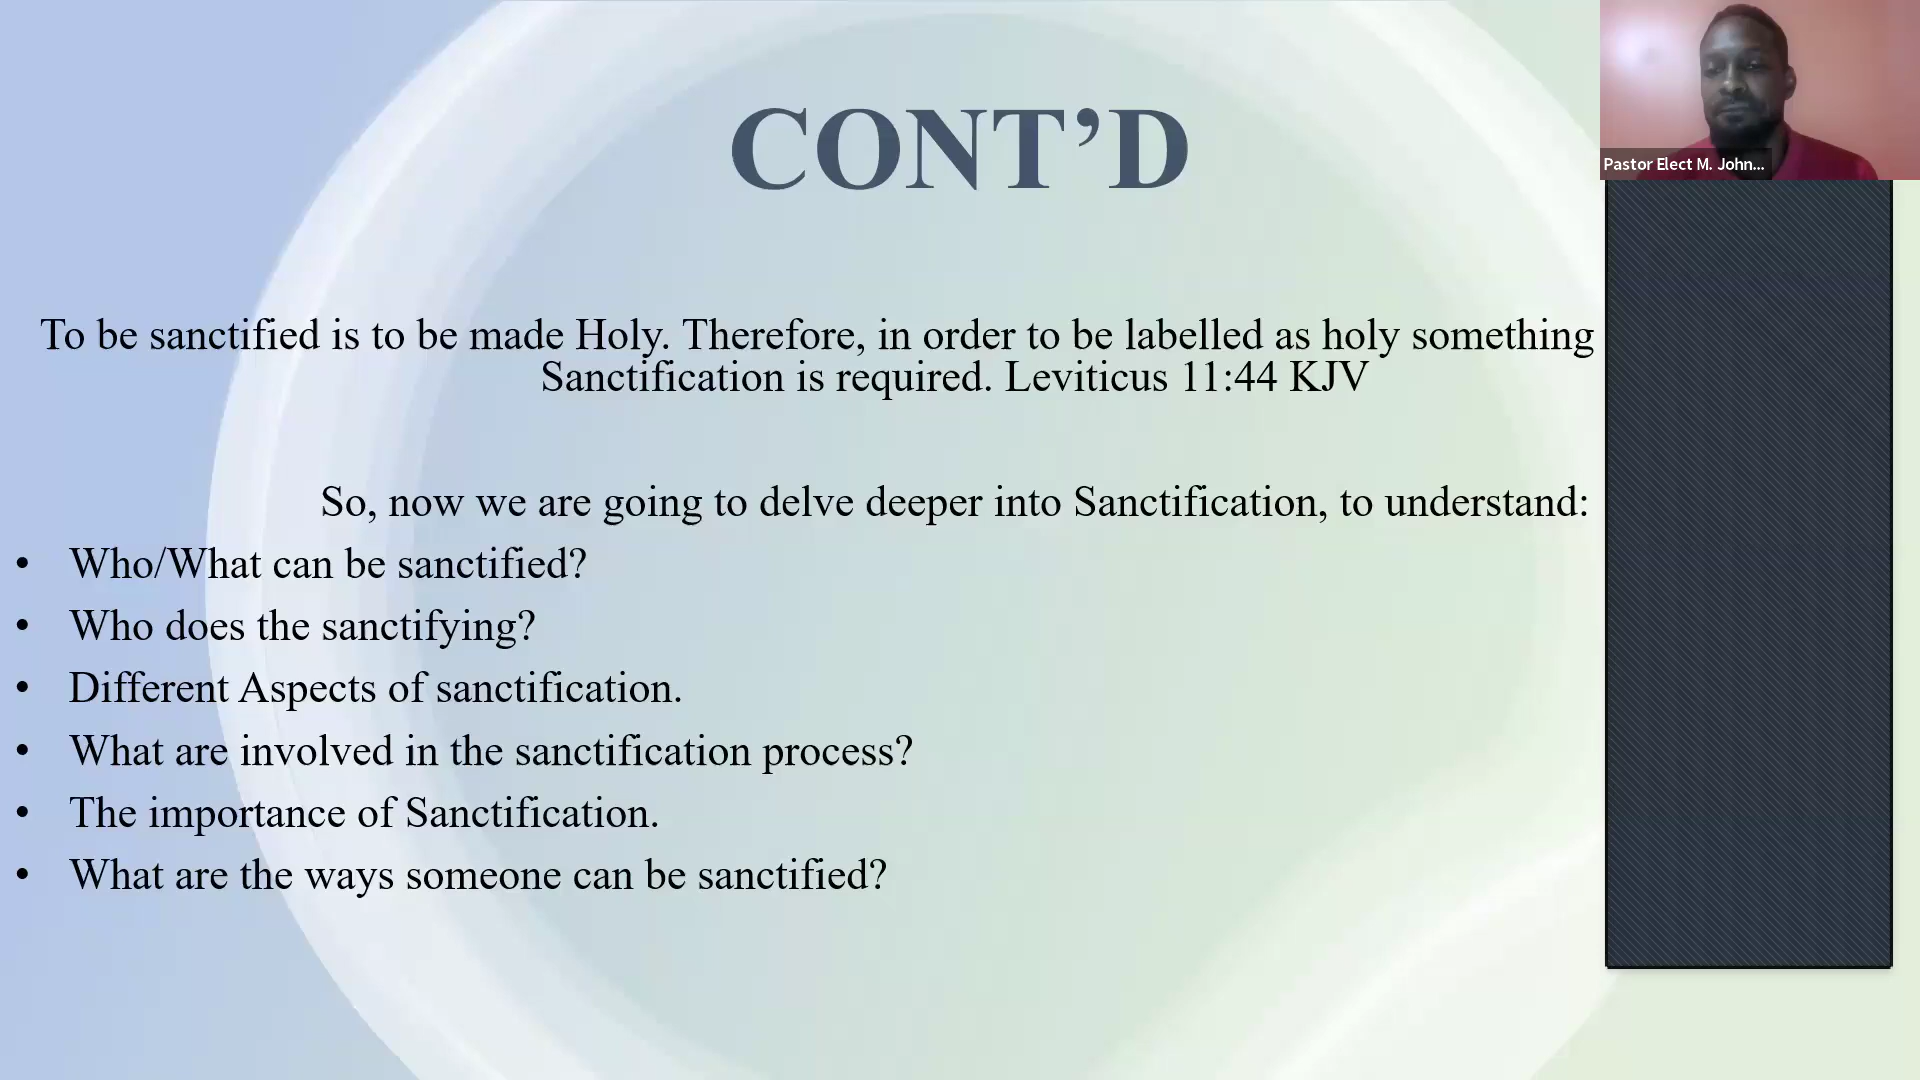 CONT’D
Pastor Elect M. John...
To be sanctified is to be made Holy. Therefore, in order to be labelled as holy something
Sanctification is required. Leviticus 11:44 KJV
So, now we are going to delve deeper into Sanctification, to understand:
• Who/What can be sanctified?
• Who does the sanctifying?
• Different Aspects of sanctification.
• What are involved in the sanctification process?
• The importance of Sanctification.
• What are the ways someone can be sanctified?